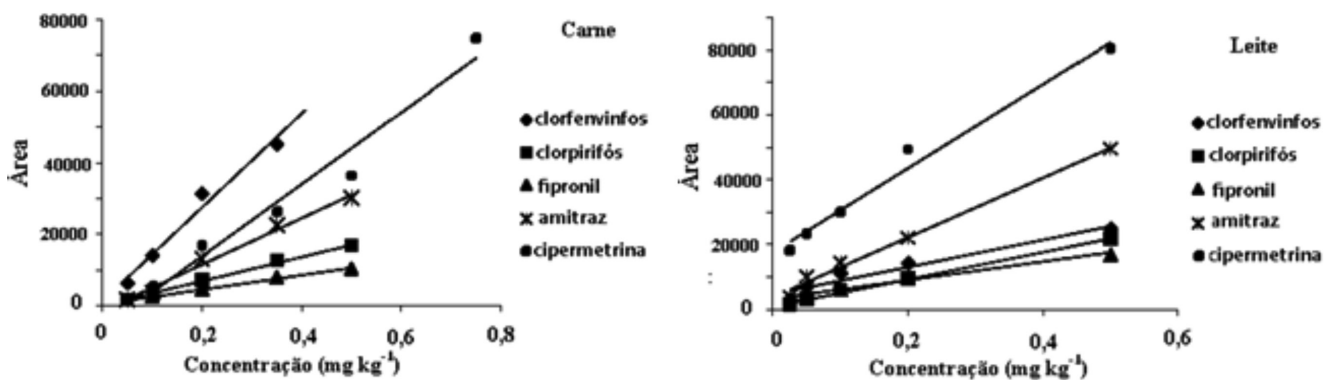 Carne
80000
60000
40000
20000
0
Área
0
0,2
0,4
0,6
0,8
Concentração (mg kg⁻¹)
clorfenvinfos
clorpirifós
fipronil
amitraz
cipermetrina
Leite
80000
60000
40000
20000
0
Área
0
0,2
0,4
0,6
Concentração (mg kg⁻¹)
clorfenvinfos
clorpirifós
fipronil
amitraz
cipermetrina